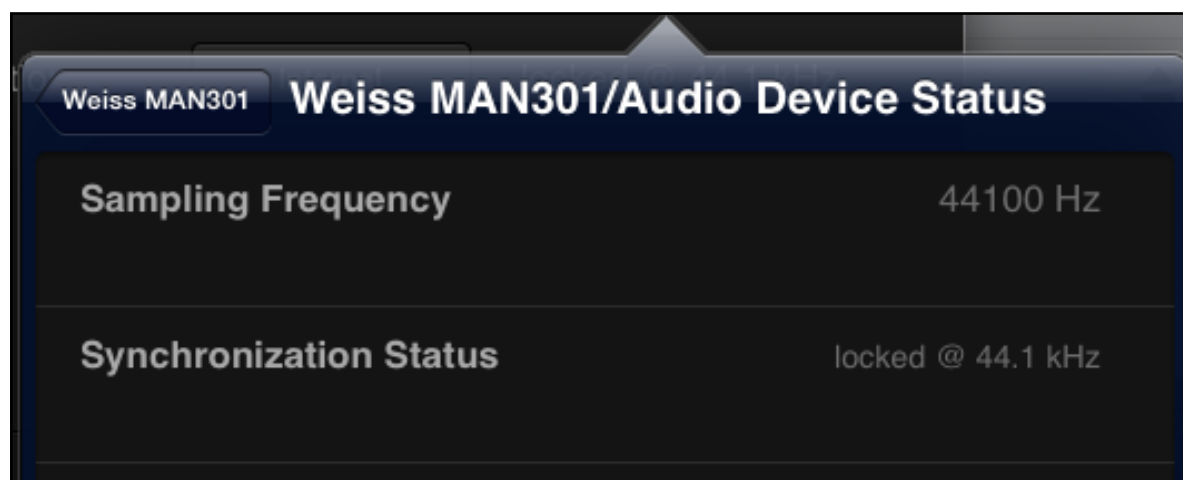 Weiss MAN301
Weiss MAN301/Audio Device Status
Sampling Frequency
44100 Hz
Synchronization Status
locked @ 44.1 kHz